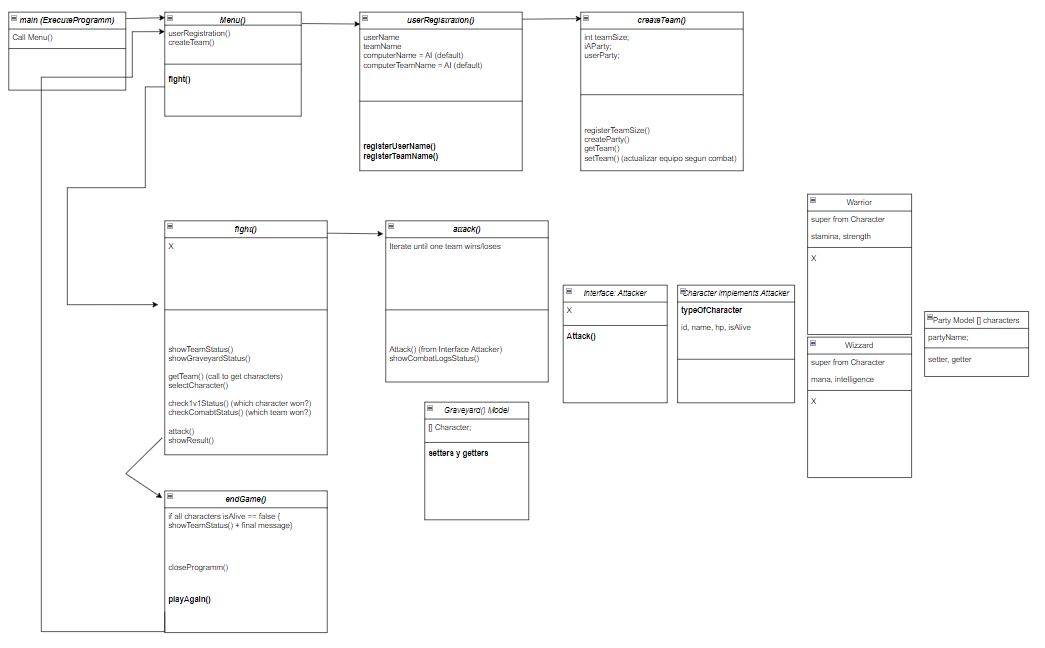 main (ExecuteProgramm)
Call Menu()
Menu()
userRegistration()
createTeam()
fight()
userRegistration()
userName
teamName
computerName = AI (default)
computerTeamName = AI (default)
registerUserName()
registerTeamName()
createTeam()
int teamSize;
iAParty;
userParty;
registerTeamSize()
createParty()
getTeam()
setTeam() (actualizar equipo segun combat)
fight()
X
showTeamStatus()
showGraveyardStatus()
getTeam() (call to get characters)
selectCharacter()
check1v1Status() (which character won?)
checkComabtStatus() (which team won?)
attack()
showResult()
attack()
Iterate until one team wins/loses
Attack() (from Interface Attacker)
showCombatLogsStatus()
Interface: Attacker
X
Attack()
Character implements Attacker
typeOfCharacter
id, name, hp, isAlive
Warrior
super from Character
stamina, strength
X
Wizzard
super from Character
mana, intelligence
X
Party Model [] characters
partyName;
setter, getter
Graveyard() Model
[] Character;
setters y getters
endGame()
if all characters isAlive == false {
showTeamStatus() + final message}
closeProgramm()
playAgain()